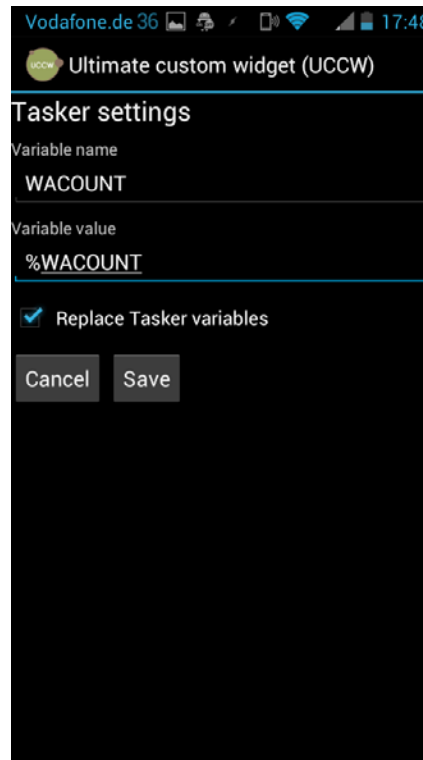 Vodafone.de 36 17:48
uccw Ultimate custom widget (UCCW)
Tasker settings
Variable name
WACOUNT
Variable value
%WACOUNT
Replace Tasker variables
Cancel Save